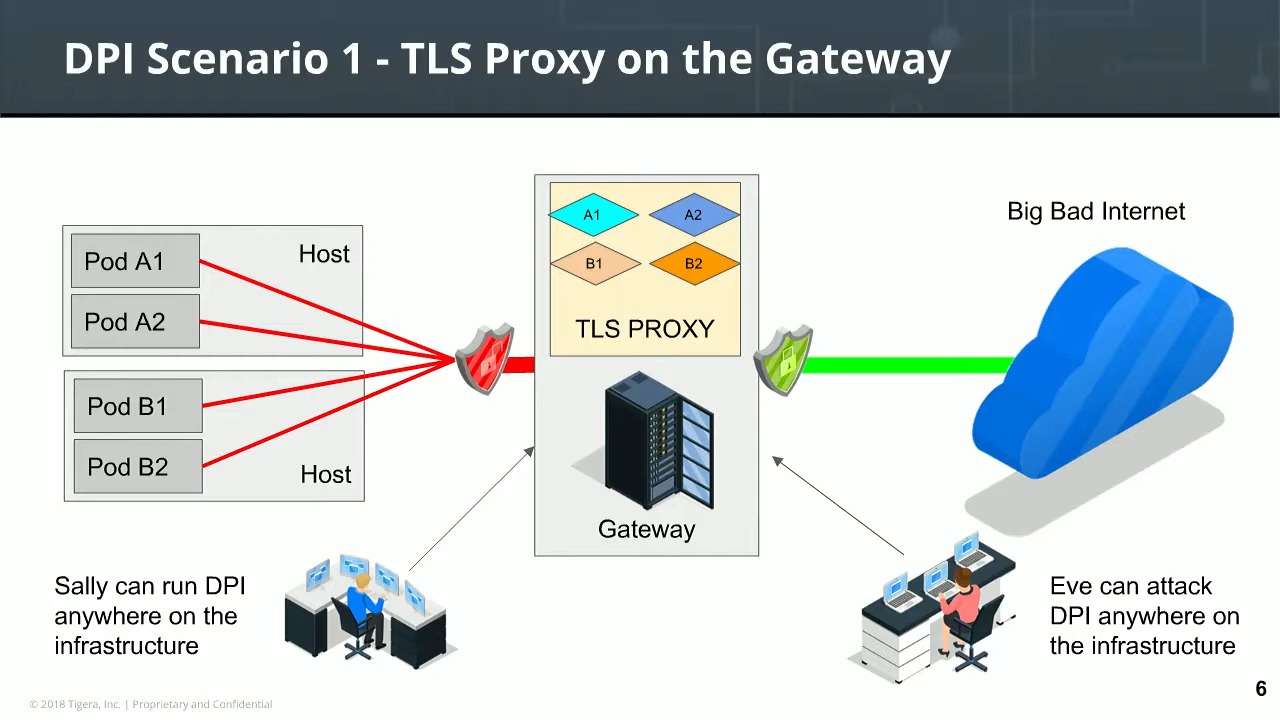 DPI Scenario 1 - TLS Proxy on the Gateway
Pod A1
Host
Pod A2
Pod B1
Pod B2
Host
A1
A2
B1
B2
TLS PROXY
Gateway
Big Bad Internet
Sally can run DPI
anywhere on the
infrastructure
Eve can attack
DPI anywhere on
the infrastructure
© 2018 Tigera, Inc. | Proprietary and Confidential
6